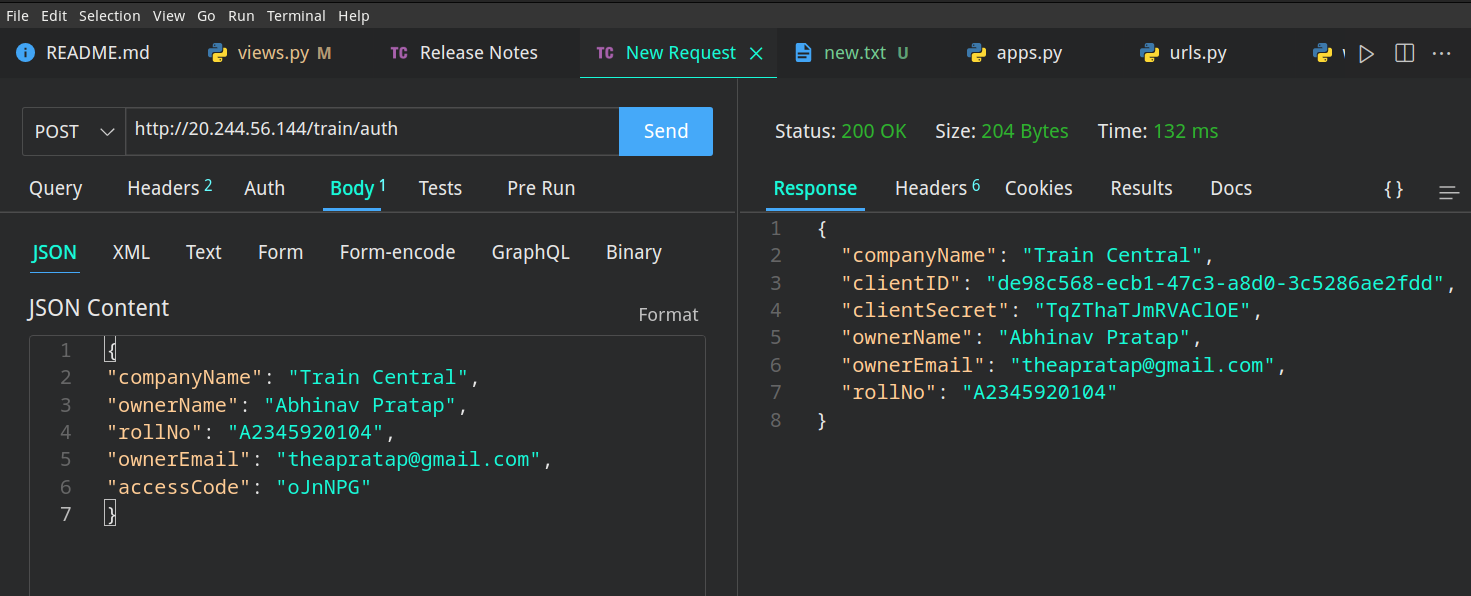 File Edit Selection View Go Run Terminal Help
README.md views.py M TC Release Notes TC New Request new.txt U apps.py urls.py
POST http://20.244.56.144/train/auth Send
Query Headers 2 Auth Body 1 Tests Pre Run
JSON XML Text Form Form-encode GraphQL Binary
JSON Content Format
1 {
2 "companyName": "Train Central",
3 "ownerName": "Abhinav Pratap",
4 "rollNo": "A2345920104",
5 "ownerEmail": "theapratap@gmail.com",
6 "accessCode": "oJnNPG"
7 }
Status: 200 OK Size: 204 Bytes Time: 132 ms
Response Headers 6 Cookies Results Docs { }
1 {
2 "companyName": "Train Central",
3 "clientID": "de98c568-ecb1-47c3-a8d0-3c5286ae2fdd",
4 "clientSecret": "TqZThaTJmRVAClOE",
5 "ownerName": "Abhinav Pratap",
6 "ownerEmail": "theapratap@gmail.com",
7 "rollNo": "A2345920104"
8 }